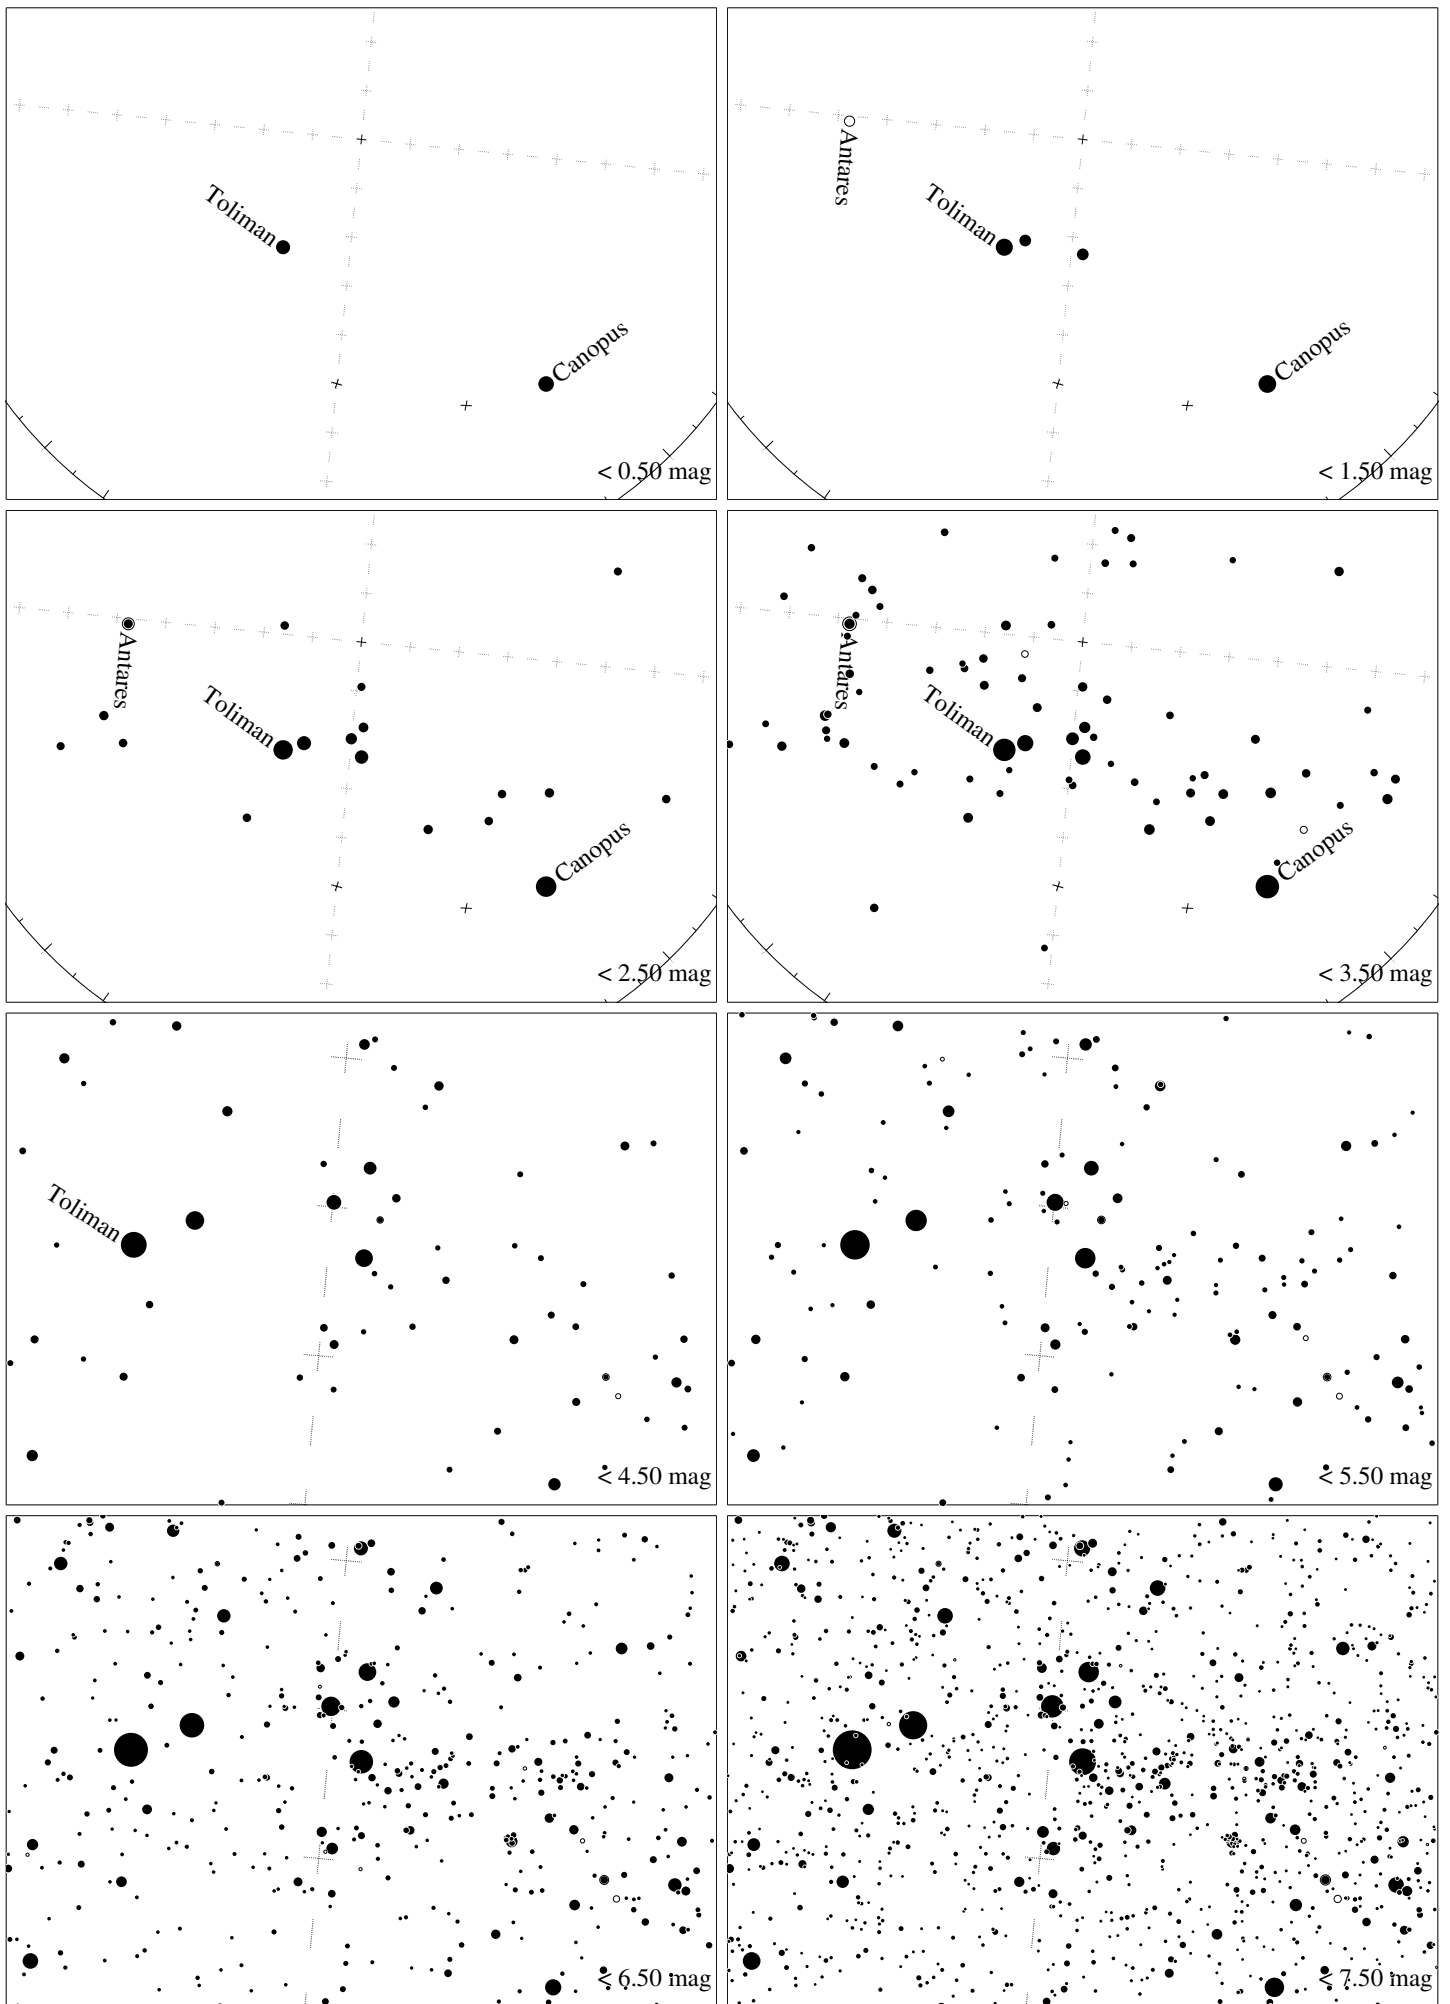 Toliman
Canopus
< 0.50 mag
Antares
Toliman
Canopus
< 1.50 mag
Antares
Toliman
Canopus
< 2.50 mag
Antares
Toliman
Canopus
< 3.50 mag
Toliman
< 4.50 mag
< 5.50 mag
< 6.50 mag
< 7.50 mag